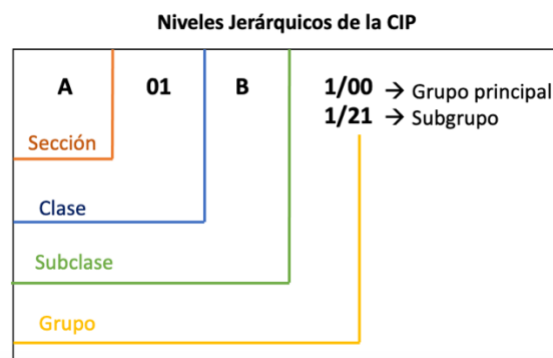 Niveles Jerárquicos de la CIP
A 01 B 1/00 → Grupo principal
1/21 → Subgrupo
Sección
Clase
Subclase
Grupo